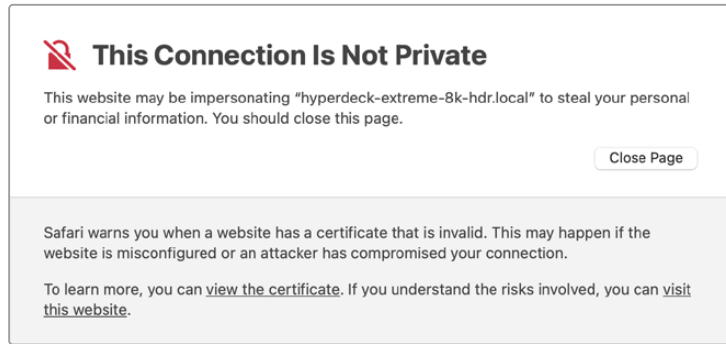 This Connection Is Not Private
This website may be impersonating “hyperdeck-extreme-8k-hdr.local” to steal your personal
or financial information. You should close this page.
Close Page
Safari warns you when a website has a certificate that is invalid. This may happen if the
website is misconfigured or an attacker has compromised your connection.
To learn more, you can view the certificate. If you understand the risks involved, you can visit
this website.